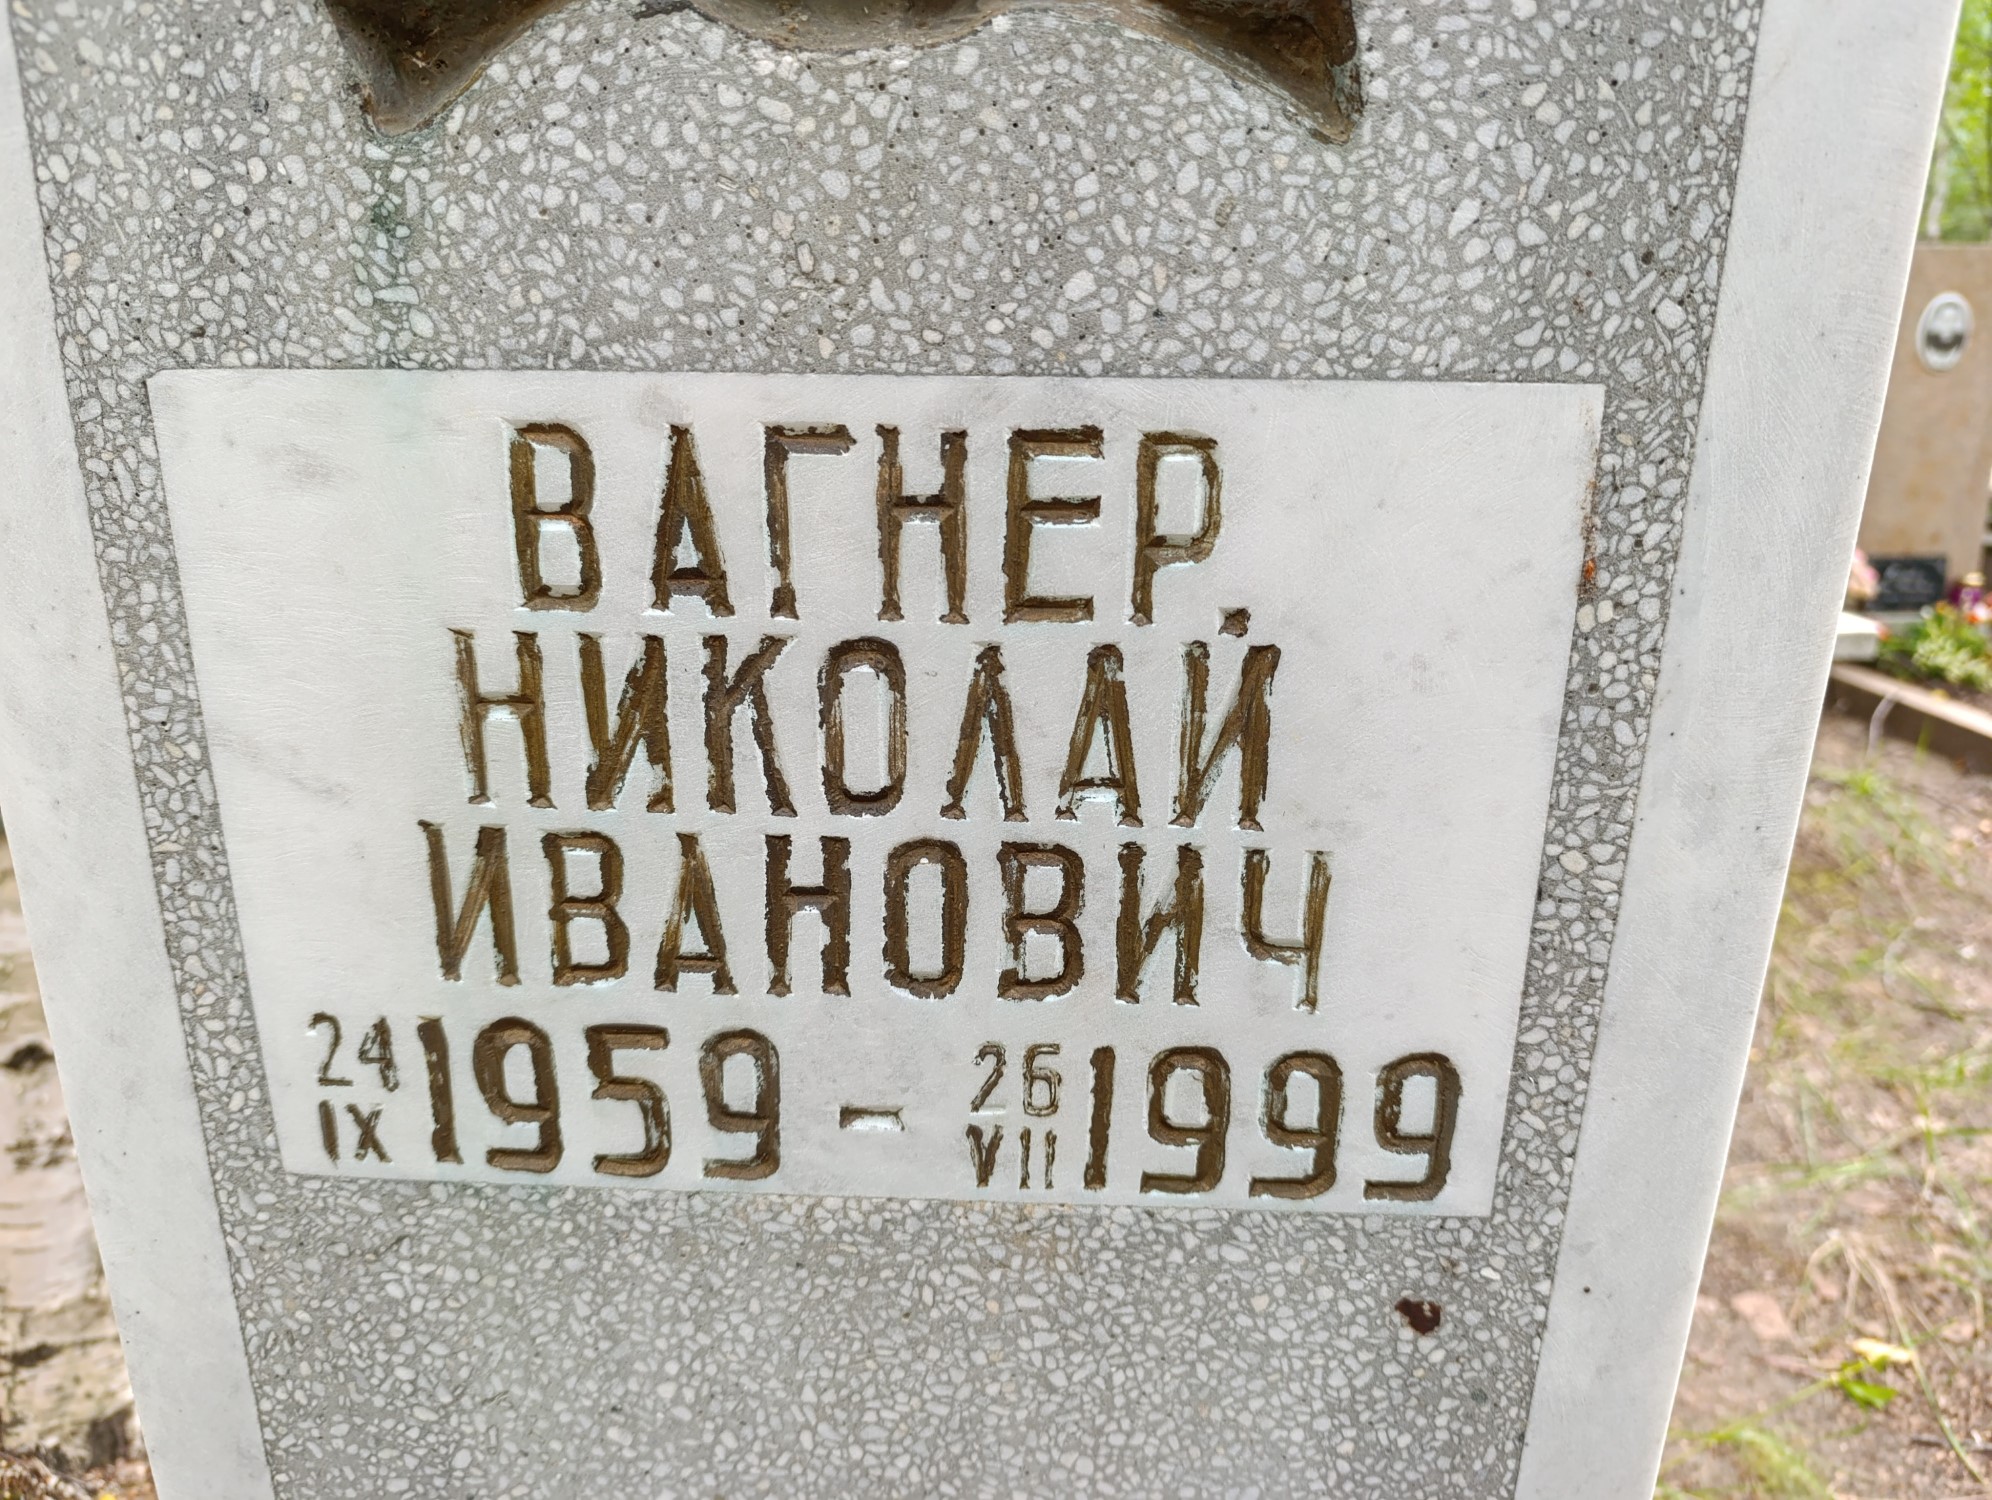 ВАГНЕР
НИКОЛАЙ
ИВАНОВИЧ
24 IX 1959 - 26 VII 1999